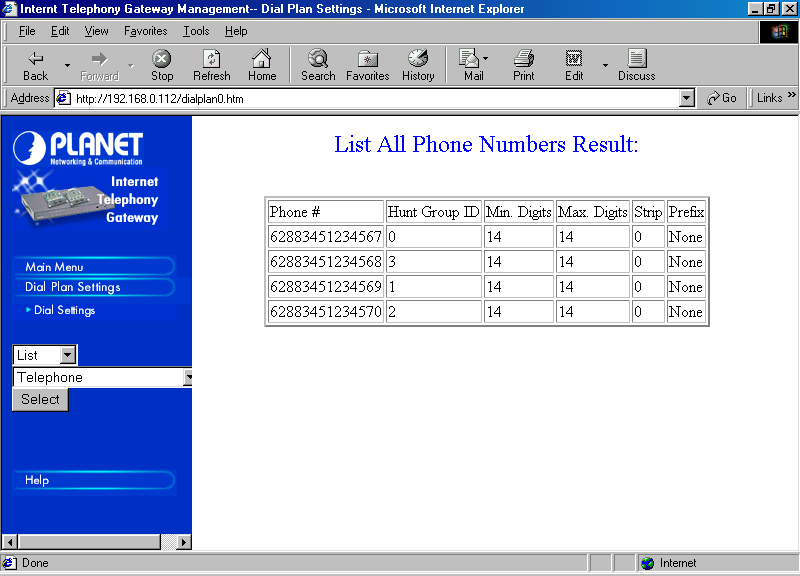 Internt Telephony Gateway Management-- Dial Plan Settings - Microsoft Internet Explorer
File Edit View Favorites Tools Help
Back Forward Stop Refresh Home Search Favorites History Mail Print Edit Discuss
Address http://192.168.0.112/dialplan0.htm Go Links »
PLANET
Networking & Communication
Internet
Telephony
Gateway
Main Menu
Dial Plan Settings
Dial Settings
List
Telephone
Select
Help
List All Phone Numbers Result:
Phone # Hunt Group ID Min. Digits Max. Digits Strip Prefix
62883451234567 0 14 14 0 None
62883451234568 3 14 14 0 None
62883451234569 1 14 14 0 None
62883451234570 2 14 14 0 None
Done Internet